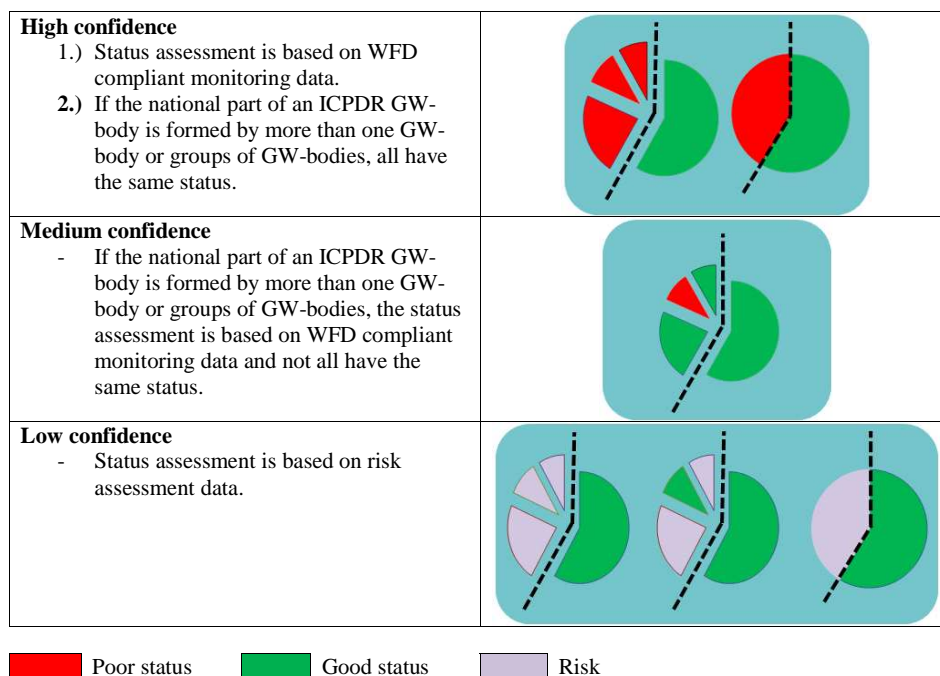 High confidence
1.) Status assessment is based on WFD
compliant monitoring data.
2.) If the national part of an ICPDR GW-
body is formed by more than one GW-
body or groups of GW-bodies, all have
the same status.
Medium confidence
- If the national part of an ICPDR GW-
body is formed by more than one GW-
body or groups of GW-bodies, the status
assessment is based on WFD compliant
monitoring data and not all have the
same status.
Low confidence
- Status assessment is based on risk
assessment data.
Poor status Good status Risk